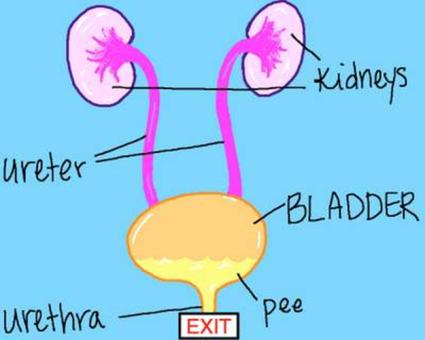 Kidneys
ureter
BLADDER
urethra
pee
EXIT